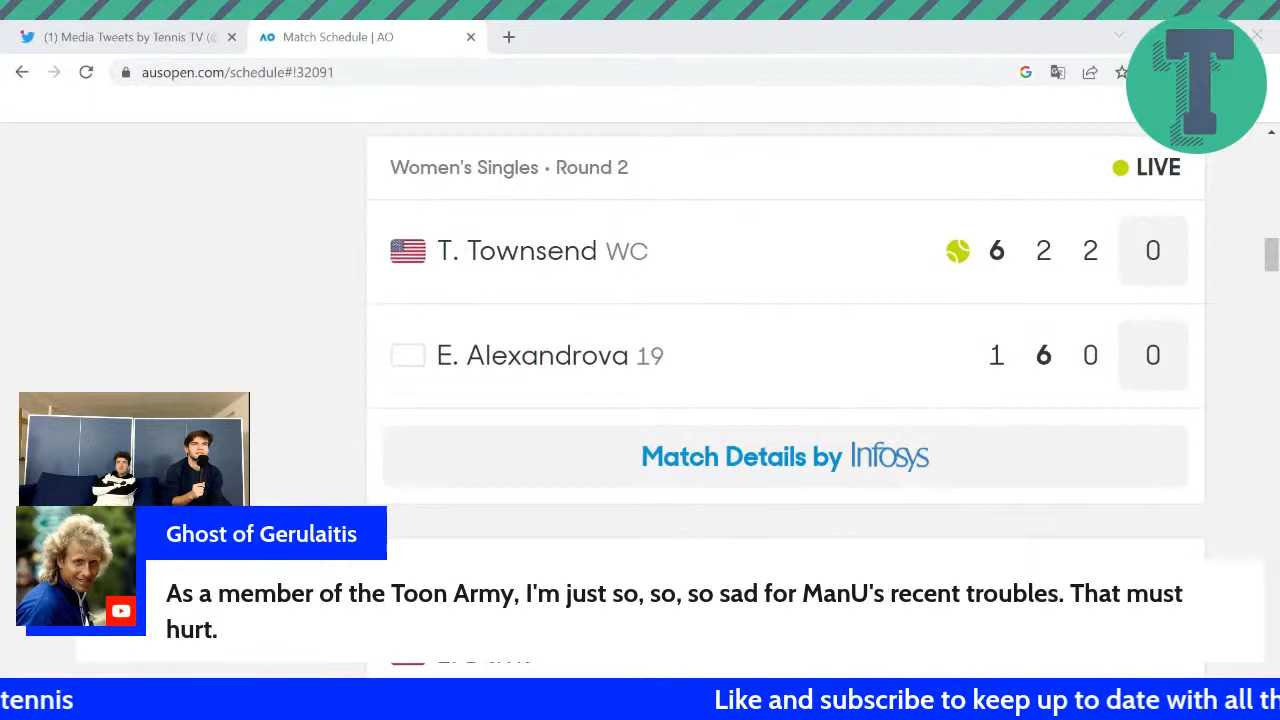 (1) Media Tweets by Tennis TV (@
AO Match Schedule | AO
ausopen.com/schedule#!32091
T
Women's Singles • Round 2
LIVE
T. Townsend WC 6 2 2 0
E. Alexandrova 19 1 6 0 0
Match Details by Infosys
Ghost of Gerulaitis
As a member of the Toon Army, I'm just so, so, so sad for ManU's recent troubles. That must
hurt.
tennis
Like and subscribe to keep up to date with all th